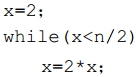 x=2;
while(x<n/2)
x=2*x;